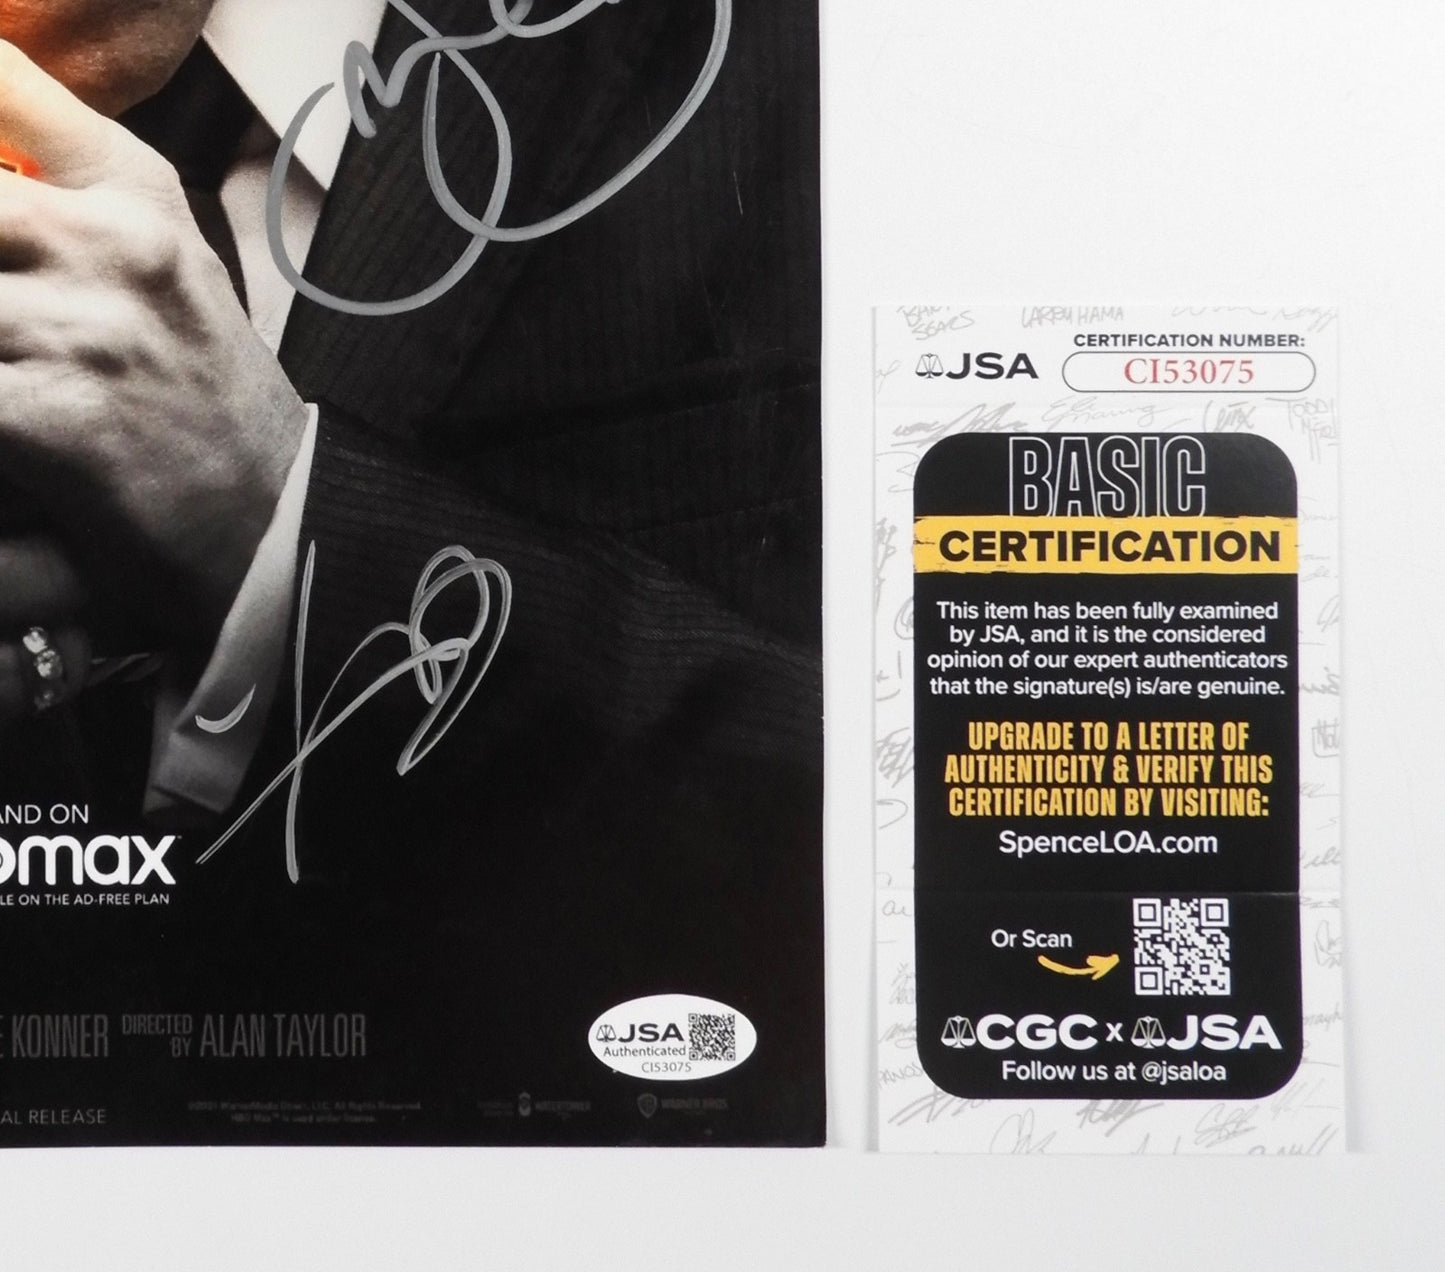 AND ON
omax
LE ON THE AD-FREE PLAN
E KONNER DIRECTED BY ALAN TAYLOR
AL RELEASE
JSA
Authenticated
CI53075
LARRY HAMA
JSA
CERTIFICATION NUMBER:
CI53075
BASIC
CERTIFICATION
This item has been fully examined
by JSA, and it is the considered
opinion of our expert authenticators
that the signature(s) is/are genuine.
UPGRADE TO A LETTER OF
AUTHENTICITY & VERIFY THIS
CERTIFICATION BY VISITING:
SpenceLOA.com
Or Scan
CGC x JSA
Follow us at @jsaloa